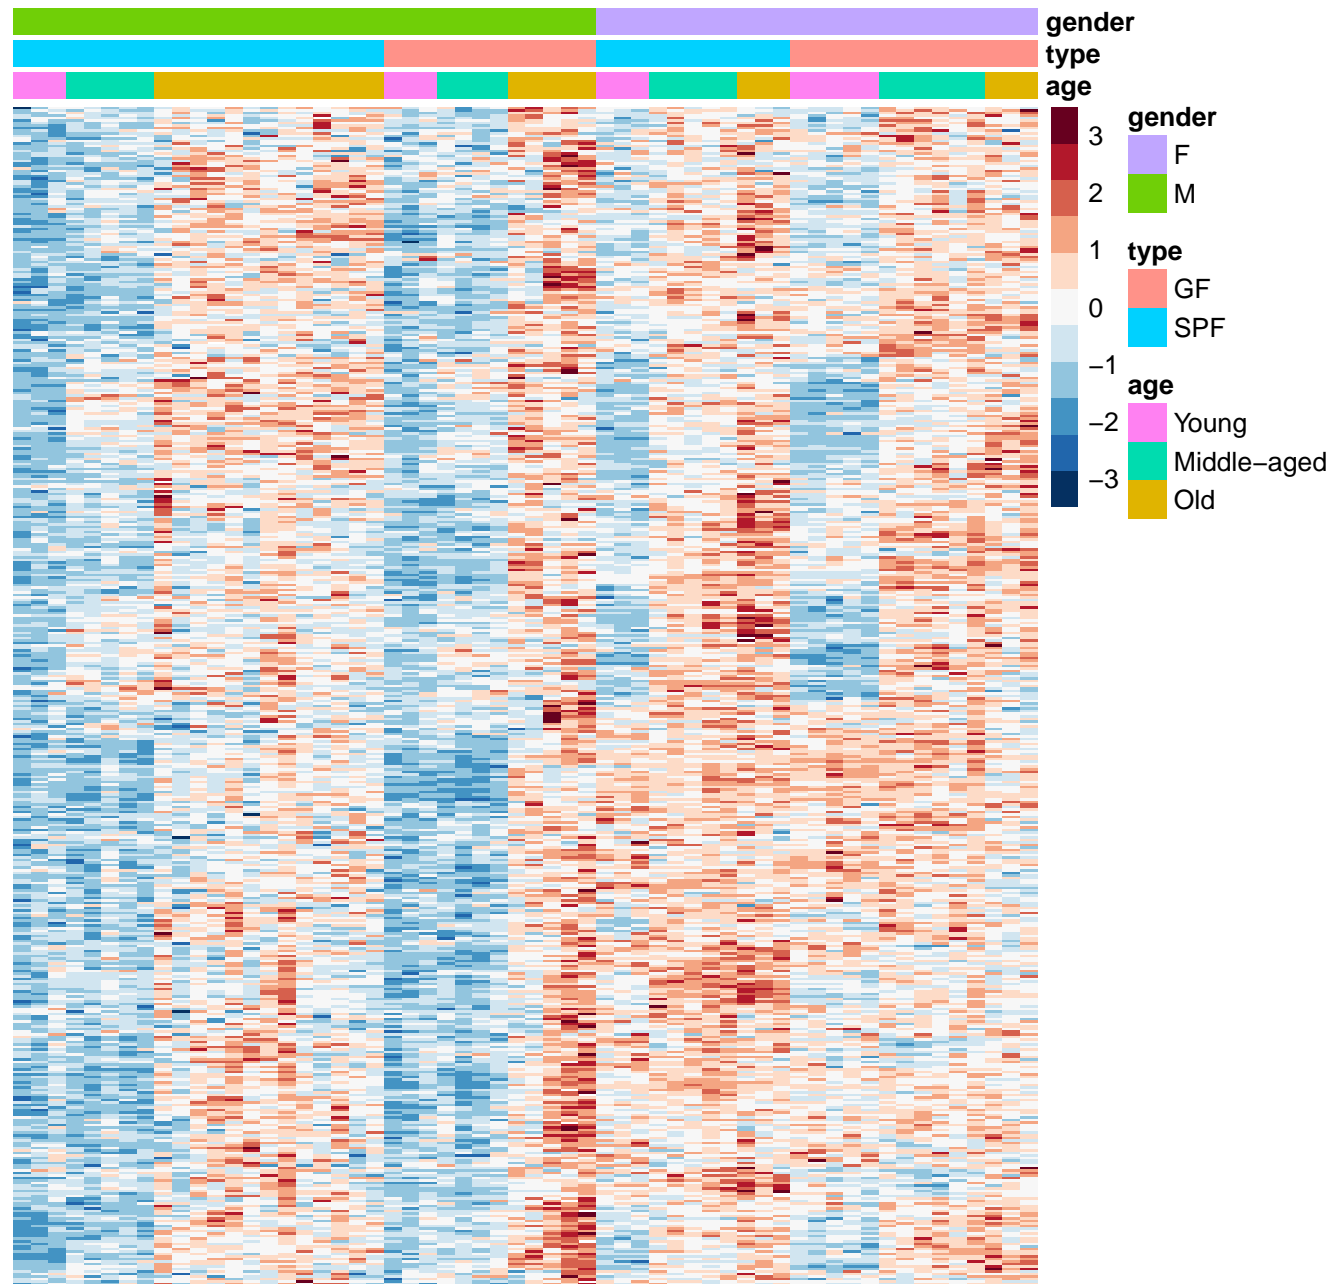 gender
type
age
3
2
1
0
−1
−2
−3
gender
F
M
type
GF
SPF
age
Young
Middle−aged
Old